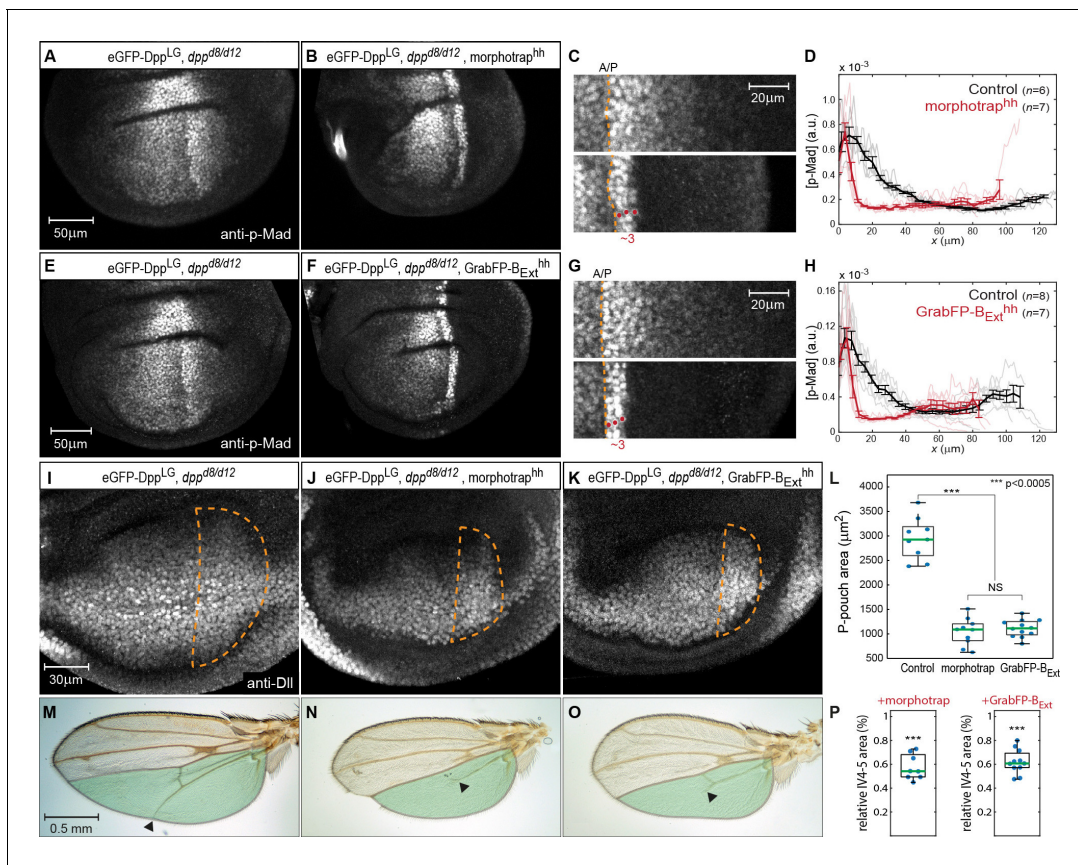 A eGFP-Dpp^LG, dpp^d8/d12
B eGFP-Dpp^LG, dpp^d8/d12 , morphotrap^hh
50μm
anti-p-Mad
C A/P
20μm
~3
D x 10^-3
Control (n=6)
morphotrap^hh (n=7)
[p-Mad] (a.u.)
1.0
0.8
0.6
0.4
0.2
0
0 20 40 60 80 100 120
x (μm)
E eGFP-Dpp^LG, dpp^d8/d12
F eGFP-Dpp^LG, dpp^d8/d12, GrabFP-B_Ext^hh
50μm
anti-p-Mad
G A/P
20μm
~3
H x 10^-3
Control (n=8)
GrabFP-B_Ext^hh (n=7)
[p-Mad] (a.u.)
0.16
0.12
0.8
0.4
0
0 20 40 60 80 100 120
x (μm)
I eGFP-Dpp^LG, dpp^d8/d12
30μm
anti-Dll
J eGFP-Dpp^LG, dpp^d8/d12, morphotrap^hh
K eGFP-Dpp^LG, dpp^d8/d12, GrabFP-B_Ext^hh
L
*** p<0.0005
***
NS
P-pouch area (μm^2)
4000
3500
3000
2500
2000
1500
1000
500
Control morphotrap GrabFP-B_Ext
M
0.5 mm
N
O
P +morphotrap
***
relative IV4-5 area (%)
0.8
0.6
0.4
0.2
+GrabFP-B_Ext
***
relative IV4-5 area (%)
0.8
0.6
0.4
0.2